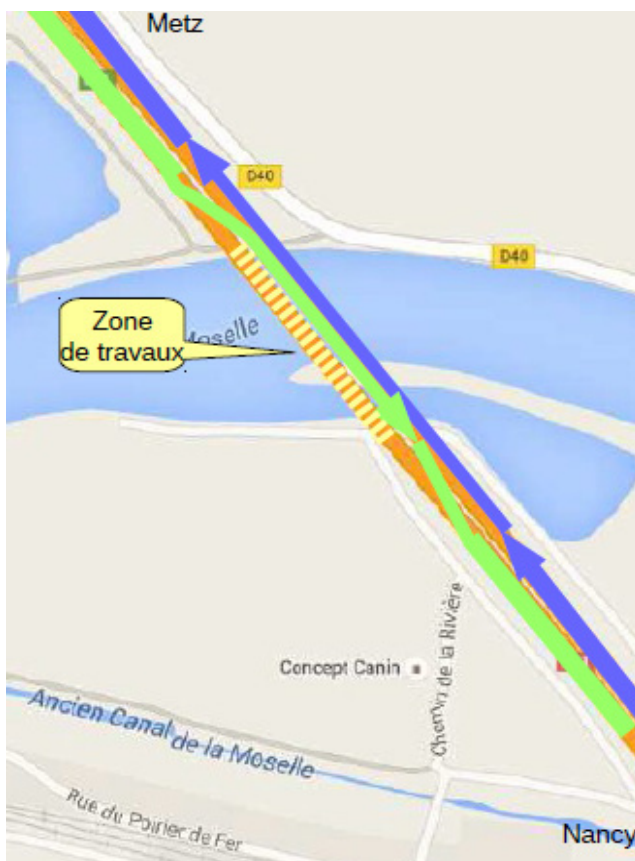 Metz
D40
D40
Zone
de travaux
Moselle
Concept Canin
Chemin de la Rivière
Ancien Canal
de la Moselle
Rue du Poirier de Fer
Nancy